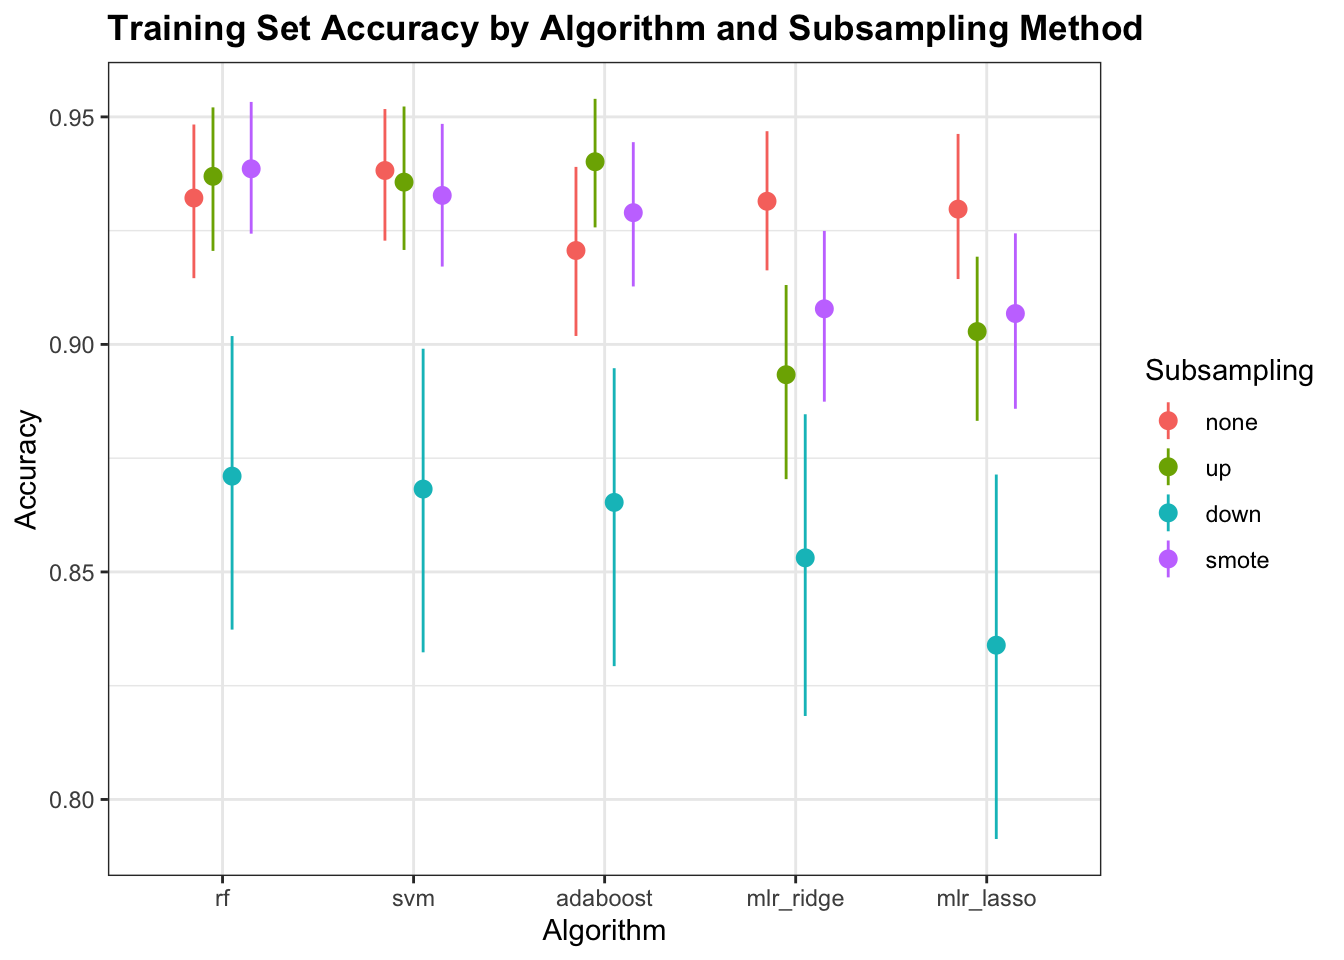 Training Set Accuracy by Algorithm and Subsampling Method
Accuracy
0.95
0.90
0.85
0.80
rf
svm
adaboost
mlr_ridge
mlr_lasso
Algorithm
Subsampling
none
up
down
smote